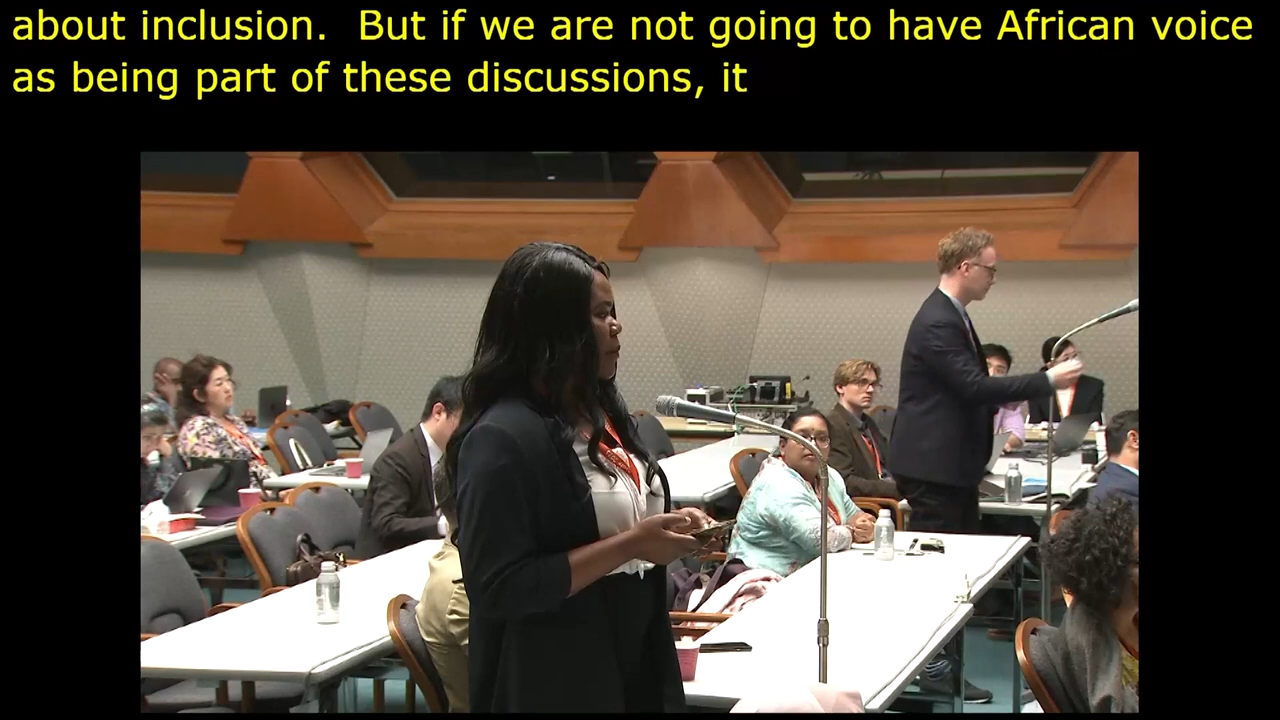 about inclusion.  But if we are not going to have African voice
as being part of these discussions, it